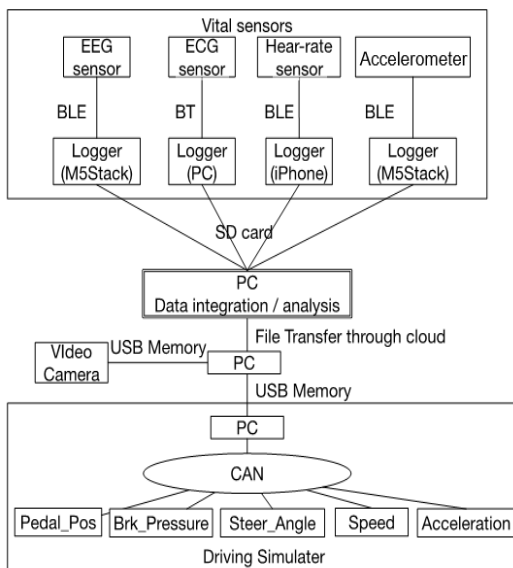 Vital sensors
EEG
sensor
ECG
sensor
Hear-rate
sensor
Accelerometer
BLE
BT
BLE
BLE
Logger
(M5Stack)
Logger
(PC)
Logger
(iPhone)
Logger
(M5Stack)
SD card
PC
Data integration / analysis
File Transfer through cloud
VIdeo
Camera
USB Memory
PC
USB Memory
PC
CAN
Pedal_Pos
Brk_Pressure
Steer_Angle
Speed
Acceleration
Driving Simulater